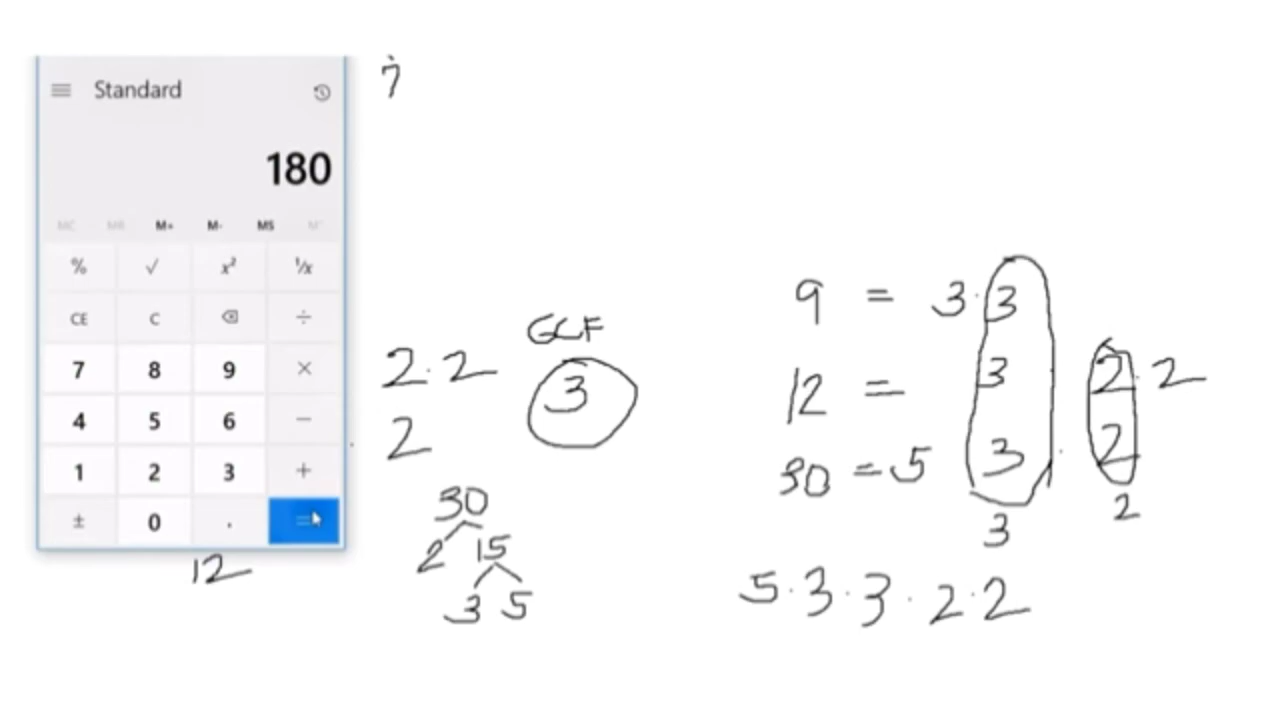 Standard
180
MC MR M+ M- MS M˅
% √ x² ¹/x
CE C ⌫ ÷
7 8 9 ×
4 5 6 −
1 2 3 +
± 0 . =
12
GCF
2·2 3
2
30
2 15
3 5
9 = 3·3
12 = 3 2·2
30 = 5 3 · 2
3 2
5·3·3·2·2